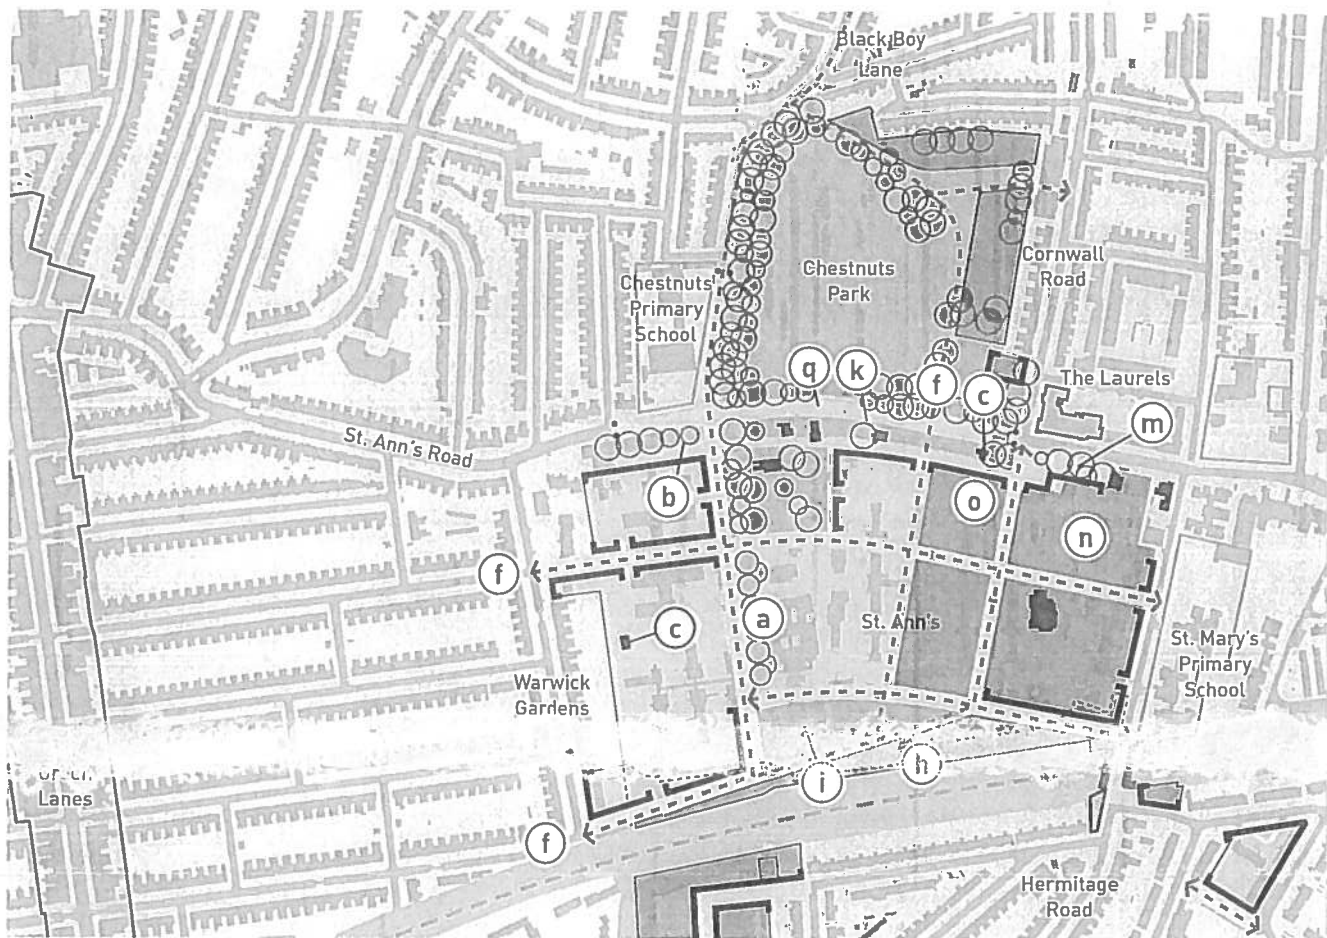 Black Boy
Lane
Chestnuts
Primary
School
Chestnuts
Park
Cornwall
Road
q
k
f
c
The Laurels
m
St. Ann's Road
b
o
n
f
c
a
St. Ann's
St. Mary's
Primary
School
Warwick
Gardens
Lanes
i
h
f
Hermitage
Road